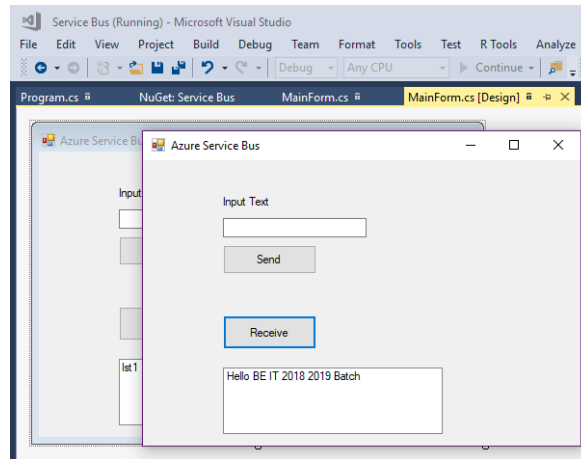 Service Bus (Running) - Microsoft Visual Studio
File Edit View Project Build Debug Team Format Tools Test R Tools Analyze
Debug Any CPU Continue
Program.cs NuGet: Service Bus MainForm.cs MainForm.cs [Design]
Azure Service Bu
Azure Service Bus
Input
Input Text
Send
Receive
lst1
Hello BE IT 2018 2019 Batch